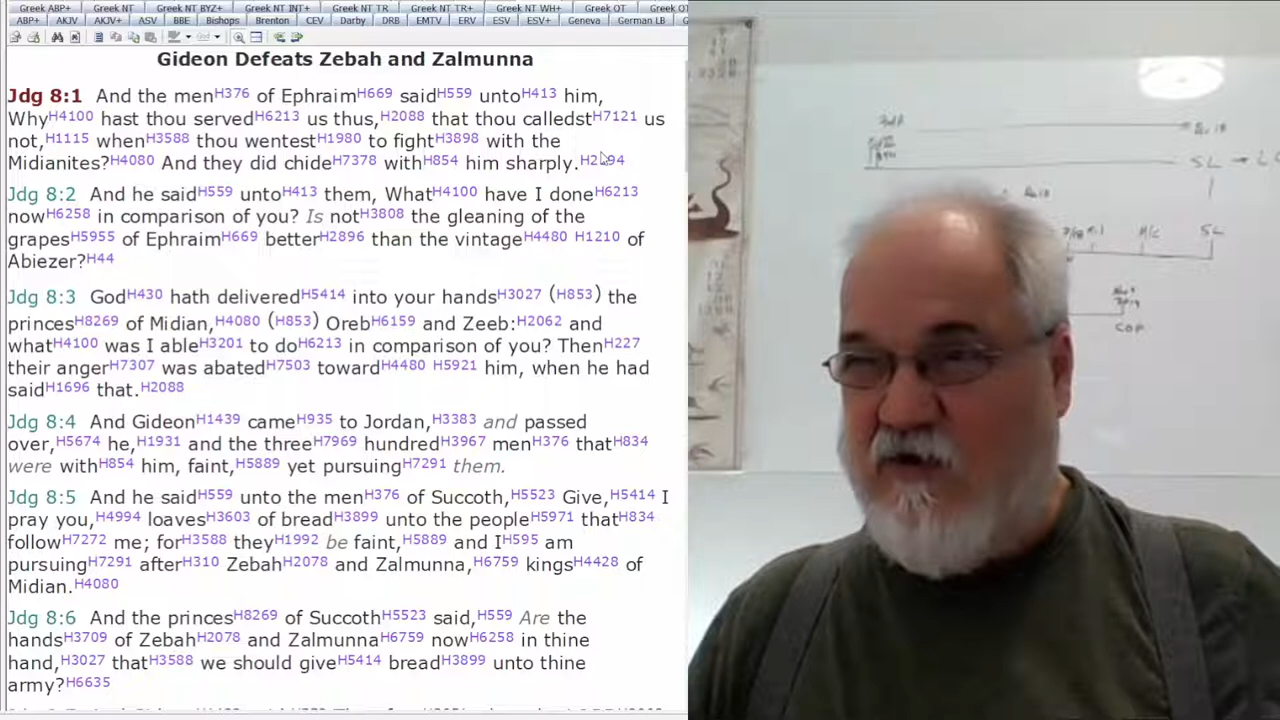 Greek ABP+ Greek NT Greek NT BYZ+ Greek NT INT+ Greek NT TR Greek NT TR+ Greek NT WH+ Greek OT Greek OT
ABP+ AKJV AKJV+ ASV BBE Bishops Brenton CEV Darby DRB EMTV ERV ESV ESV+ Geneva German LB G
Gideon Defeats Zebah and Zalmunna
Jdg 8:1 And the menH376 of EphraimH669 saidH559 untoH413 him,
WhyH4100 hast thou servedH6213 us thus,H2088 that thou calledstH7121 us
not,H1115 whenH3588 thou wentestH1980 to fightH3898 with the
Midianites?H4080 And they did chideH7378 withH854 him sharply.
Jdg 8:2 And he saidH559 untoH413 them, WhatH4100 have I doneH6213
nowH6258 in comparison of you? Is notH3808 the gleaning of the
grapesH5955 of EphraimH669 betterH2896 than the vintageH4480 H1210 of
Abiezer?H44
Jdg 8:3 GodH430 hath deliveredH5414 into your handsH3027 (H853) the
princesH8269 of Midian,H4080 (H853) OrebH6159 and Zeeb:H2062 and
whatH4100 was I ableH3201 to doH6213 in comparison of you? ThenH227
their angerH7307 was abatedH7503 towardH4480 H5921 him, when he had
saidH1696 that.H2088
Jdg 8:4 And GideonH1439 cameH935 to Jordan,H3383 and passed
over,H5674 he,H1931 and the threeH7969 hundredH3967 menH376 thatH834
were withH854 him, faint,H5889 yet pursuingH7291 them.
Jdg 8:5 And he saidH559 unto the menH376 of Succoth,H5523 Give,H5414 I
pray you,H4994 loavesH3603 of breadH3899 unto the peopleH5971 thatH834
followH7272 me; forH3588 theyH1992 be faint,H5889 and IH595 am
pursuingH7291 afterH310 ZebahH2078 and Zalmunna,H6759 kingsH4428 of
Midian.H4080
Jdg 8:6 And the princesH8269 of SuccothH5523 said,H559 Are the
handsH3709 of ZebahH2078 and ZalmunnaH6759 nowH6258 in thine
hand,H3027 thatH3588 we should giveH5414 breadH3899 unto thine
army?H6635
SL
SL
COP